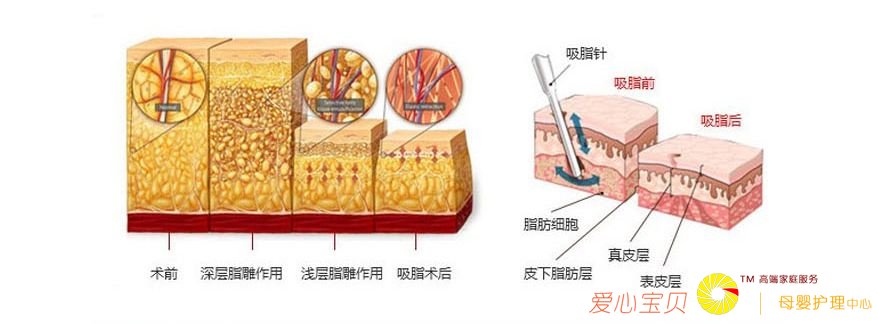 Normal
Selective fatty
tissue emulsification
Elastic retraction
术前
深层脂雕作用
浅层脂雕作用
吸脂术后
吸脂针
吸脂前
吸脂后
脂肪细胞
皮下脂肪层
真皮层
表皮层
爱心宝贝
TM 高端家庭服务
母婴护理中心